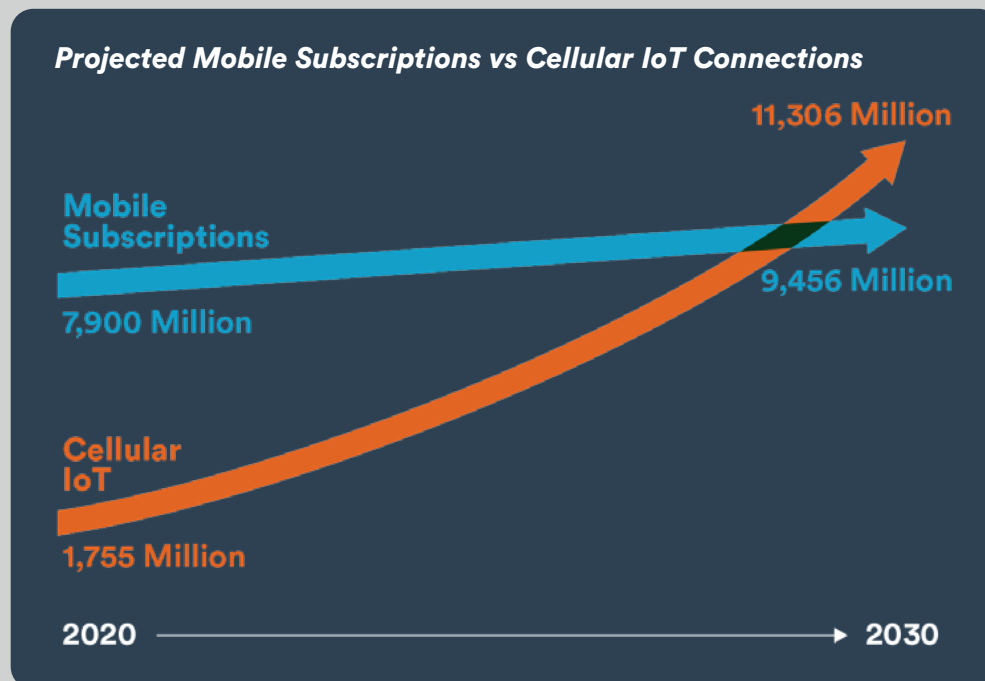 Projected Mobile Subscriptions vs Cellular IoT Connections
11,306 Million
Mobile
Subscriptions
9,456 Million
7,900 Million
Cellular
IoT
1,755 Million
2020
2030